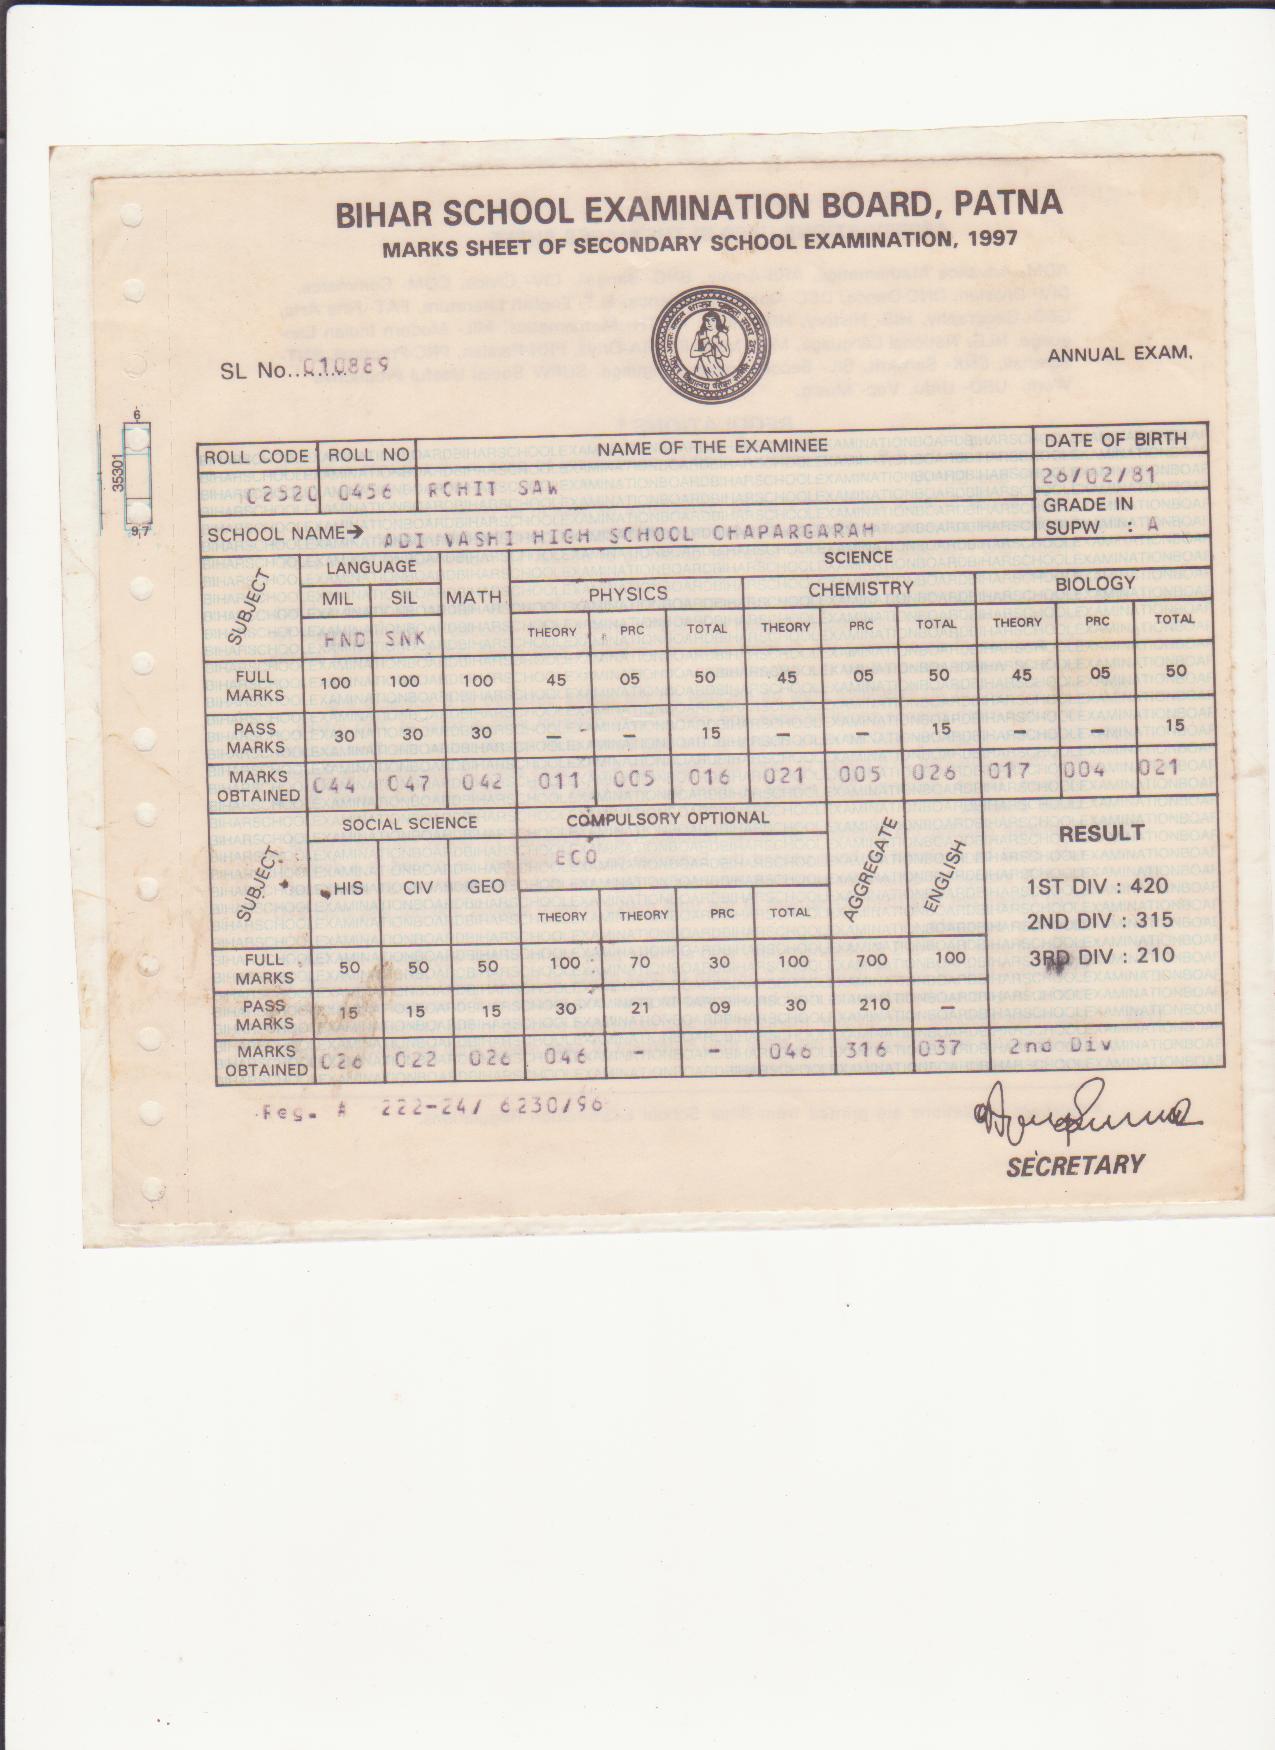 BIHAR SCHOOL EXAMINATION BOARD, PATNA
MARKS SHEET OF SECONDARY SCHOOL EXAMINATION, 1997
SL No...010889
ANNUAL EXAM.
6
35301
9,7
ROLL CODE ROLL NO NAME OF THE EXAMINEE DATE OF BIRTH
C252C 0456 ROHIT SAW 26/02/81
SCHOOL NAME→ ADI VASHI HIGH SCHOOL CHAPARGARAH GRADE IN SUPW : A
SUBJECT LANGUAGE MATH SCIENCE
MIL SIL PHYSICS CHEMISTRY BIOLOGY
HND SNK THEORY PRC TOTAL THEORY PRC TOTAL THEORY PRC TOTAL
FULL MARKS 100 100 100 45 05 50 45 05 50 45 05 50
PASS MARKS 30 30 30 — — 15 — — 15 — — 15
MARKS OBTAINED 044 047 042 011 005 016 021 005 026 017 004 021
SUBJECT SOCIAL SCIENCE COMPULSORY OPTIONAL AGGREGATE ENGLISH RESULT
ECO
HIS CIV GEO 1ST DIV : 420
THEORY THEORY PRC TOTAL 2ND DIV : 315
FULL MARKS 50 50 50 100 70 30 100 700 100 3RD DIV : 210
PASS MARKS 15 15 15 30 21 09 30 210 —
MARKS OBTAINED 026 022 026 046 - - 046 316 037 2nd Div
Reg. # 222-24/ 6230/96
SECRETARY